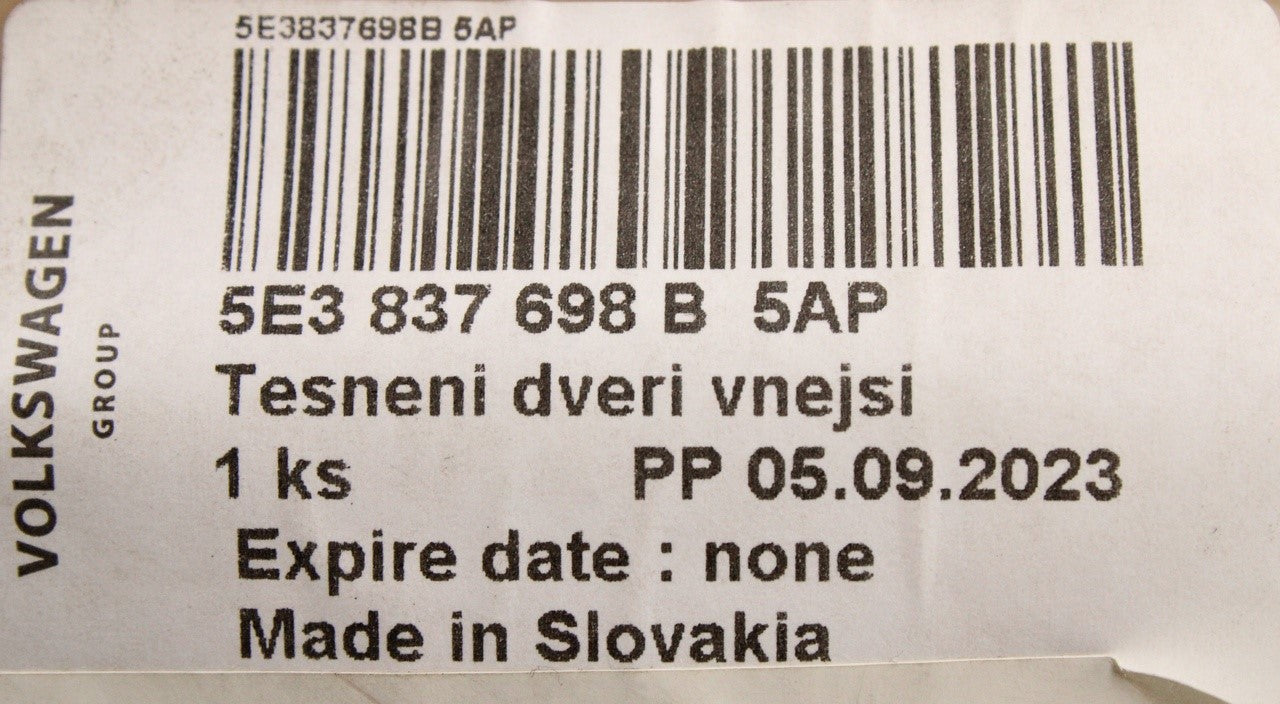 5E3837698B 5AP
VOLKSWAGEN
GROUP
5E3 837 698 B 5AP
Tesneni dveri vnejsi
1 ks PP 05.09.2023
Expire date : none
Made in Slovakia